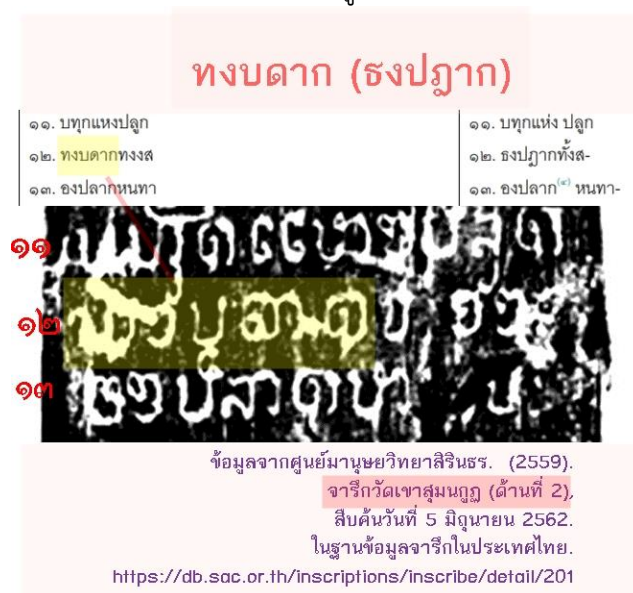 ทงบดาก (ธงปฎาก)
๑๑. บทุกแหงปลูก
๑๒. ทงบดากทงงส
๑๓. องปลากหนทา
๑๑. บทุกแห่ง ปลูก
๑๒. ธงปฎากทั้งส-
๑๓. องปลาก(๙) หนทา-
๑๑
๑๒
๑๓
ข้อมูลจากศูนย์มานุษยวิทยาสิรินธร. (2559).
จารึกวัดเขาสุมนกูฏ (ด้านที่ 2),
สืบค้นวันที่ 5 มิถุนายน 2562.
ในฐานข้อมูลจารึกในประเทศไทย.
https://db.sac.or.th/inscriptions/inscribe/detail/201